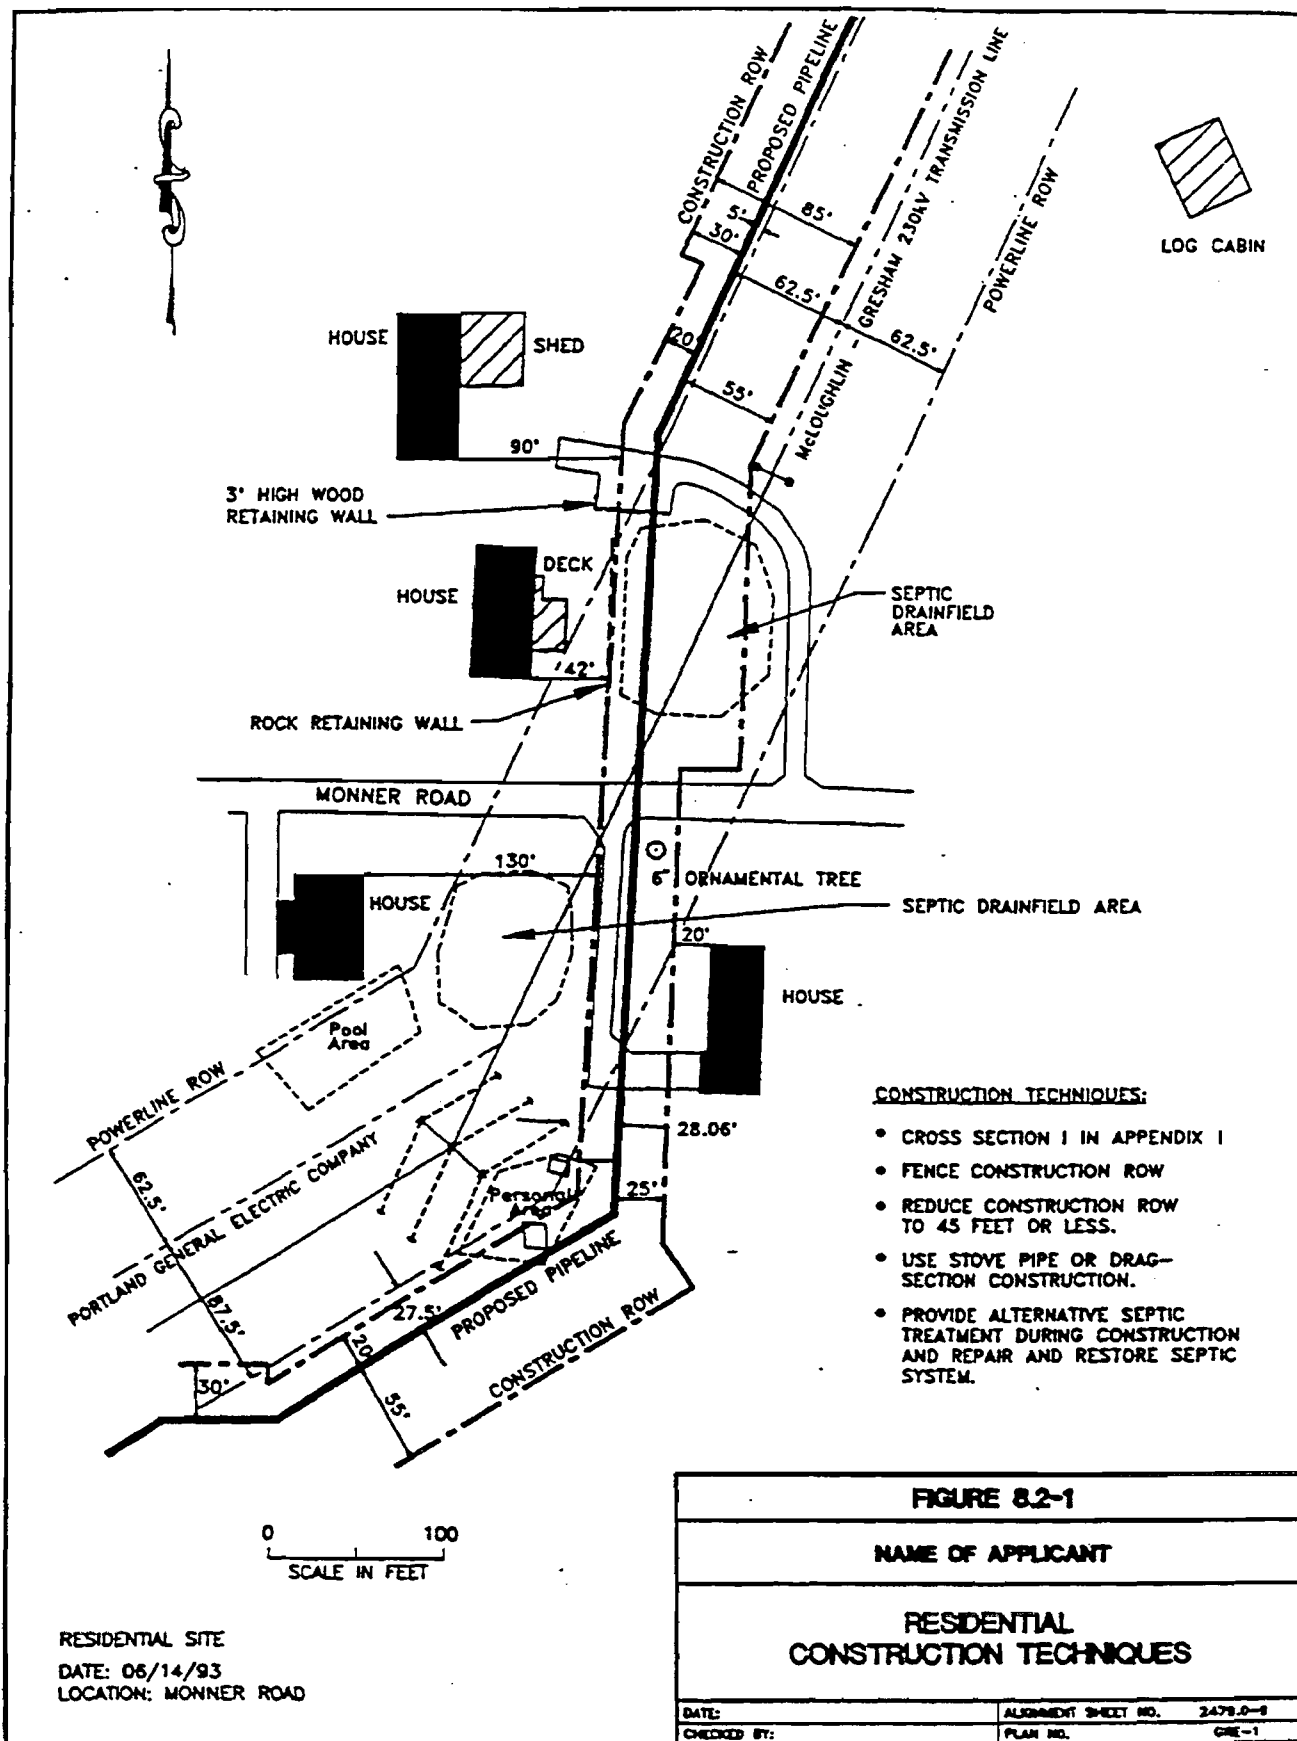 CONSTRUCTION ROW
PROPOSED PIPELINE
McLOUGHLIN GRESHAM 230kV TRANSMISSION LINE
POWERLINE ROW
LOG CABIN
5'
85'
30'
62.5'
62.5'
20'
55'
HOUSE
SHED
90'
3' HIGH WOOD
RETAINING WALL
DECK
HOUSE
SEPTIC
DRAINFIELD
AREA
42'
ROCK RETAINING WALL
MONNER ROAD
130'
6" ORNAMENTAL TREE
HOUSE
SEPTIC DRAINFIELD AREA
20'
HOUSE
Pool
Area
POWERLINE ROW
PORTLAND GENERAL ELECTRIC COMPANY
62.5'
87.5'
28.06'
25'
Personal
Area
PROPOSED PIPELINE
CONSTRUCTION ROW
27.5'
20'
55'
30'
CONSTRUCTION TECHNIQUES:
• CROSS SECTION I IN APPENDIX I
• FENCE CONSTRUCTION ROW
• REDUCE CONSTRUCTION ROW
TO 45 FEET OR LESS.
• USE STOVE PIPE OR DRAG-
SECTION CONSTRUCTION.
• PROVIDE ALTERNATIVE SEPTIC
TREATMENT DURING CONSTRUCTION
AND REPAIR AND RESTORE SEPTIC
SYSTEM.
0 100
SCALE IN FEET
RESIDENTIAL SITE
DATE: 06/14/93
LOCATION: MONNER ROAD
FIGURE 8.2-1
NAME OF APPLICANT
RESIDENTIAL
CONSTRUCTION TECHNIQUES
DATE:
ALIGNMENT SHEET NO.
CHECKED BY:
PLAN NO.